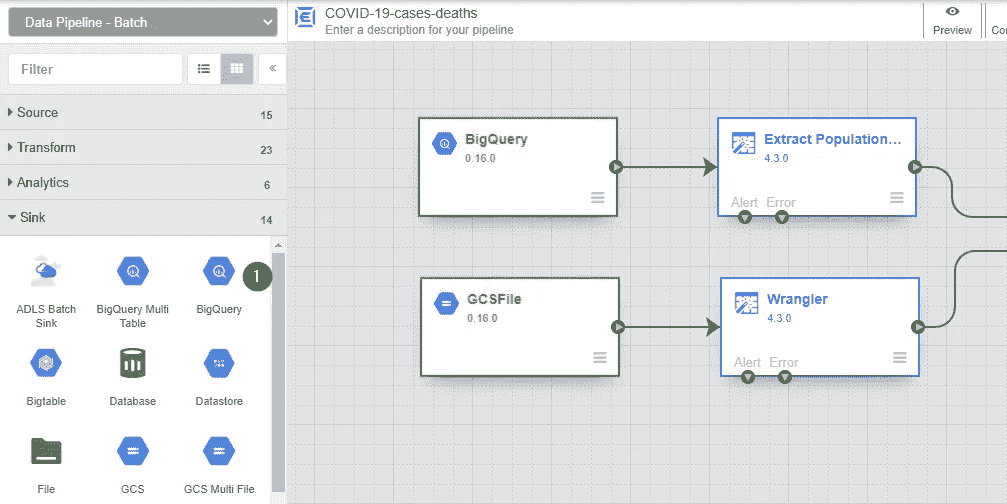 Data Pipeline - Batch
COVID-19-cases-deaths
Enter a description for your pipeline
Preview
Co
Filter
Source 15
Transform 23
Analytics 6
Sink 14
ADLS Batch
Sink
BigQuery Multi
Table
BigQuery
1
Bigtable
Database
Datastore
File
GCS
GCS Multi File
BigQuery
0.16.0
Extract Population...
4.3.0
Alert Error
GCSFile
0.16.0
Wrangler
4.3.0
Alert Error